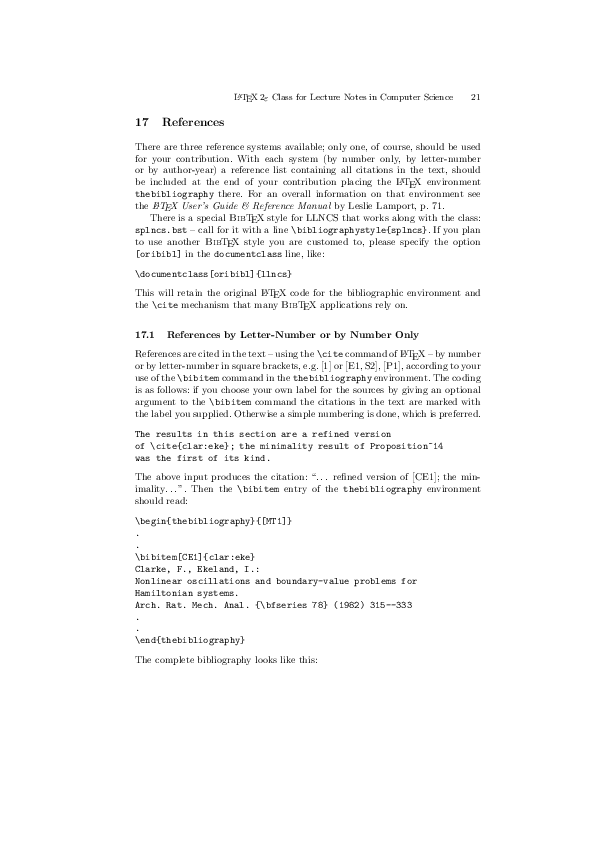 LATEX 2ε Class for Lecture Notes in Computer Science 21
17 References
There are three reference systems available; only one, of course, should be used
for your contribution. With each system (by number only, by letter-number
or by author-year) a reference list containing all citations in the text, should
be included at the end of your contribution placing the LATEX environment
thebibliography there. For an overall information on that environment see
the LATEX User's Guide & Reference Manual by Leslie Lamport, p. 71.
There is a special BIBTEX style for LLNCS that works along with the class:
splncs.bst – call for it with a line \bibliographystyle{splncs}. If you plan
to use another BIBTEX style you are customed to, please specify the option
[oribibl] in the documentclass line, like:
\documentclass[oribibl]{llncs}
This will retain the original LATEX code for the bibliographic environment and
the \cite mechanism that many BIBTEX applications rely on.
17.1 References by Letter-Number or by Number Only
References are cited in the text – using the \cite command of LATEX – by number
or by letter-number in square brackets, e.g. [1] or [E1, S2], [P1], according to your
use of the \bibitem command in the thebibliography environment. The coding
is as follows: if you choose your own label for the sources by giving an optional
argument to the \bibitem command the citations in the text are marked with
the label you supplied. Otherwise a simple numbering is done, which is preferred.
The results in this section are a refined version
of \cite{clar:eke}; the minimality result of Proposition~14
was the first of its kind.
The above input produces the citation: “... refined version of [CE1]; the min-
imality...”. Then the \bibitem entry of the thebibliography environment
should read:
\begin{thebibliography}{[MT1]}
.
.
\bibitem[CE1]{clar:eke}
Clarke, F., Ekeland, I.:
Nonlinear oscillations and boundary-value problems for
Hamiltonian systems.
Arch. Rat. Mech. Anal. {\bfseries 78} (1982) 315--333
.
.
\end{thebibliography}
The complete bibliography looks like this: